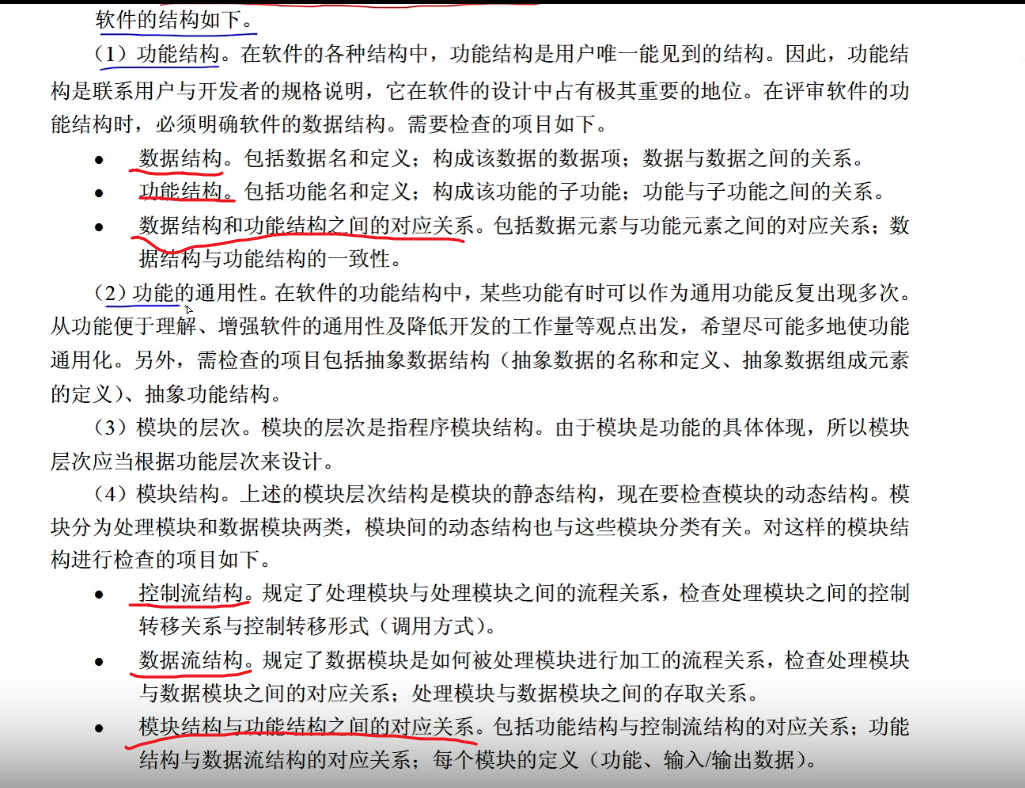 软件的结构如下。
（1）功能结构。在软件的各种结构中，功能结构是用户唯一能见到的结构。因此，功能结
构是联系用户与开发者的规格说明，它在软件的设计中占有极其重要的地位。在评审软件的功
能结构时，必须明确软件的数据结构。需要检查的项目如下。
● 数据结构。包括数据名和定义；构成该数据的数据项；数据与数据之间的关系。
● 功能结构。包括功能名和定义；构成该功能的子功能；功能与子功能之间的关系。
● 数据结构和功能结构之间的对应关系。包括数据元素与功能元素之间的对应关系；数
据结构与功能结构的一致性。
（2）功能的通用性。在软件的功能结构中，某些功能有时可以作为通用功能反复出现多次。
从功能便于理解、增强软件的通用性及降低开发的工作量等观点出发，希望尽可能多地使功能
通用化。另外，需检查的项目包括抽象数据结构（抽象数据的名称和定义、抽象数据组成元素
的定义）、抽象功能结构。
（3）模块的层次。模块的层次是指程序模块结构。由于模块是功能的具体体现，所以模块
层次应当根据功能层次来设计。
（4）模块结构。上述的模块层次结构是模块的静态结构，现在要检查模块的动态结构。模
块分为处理模块和数据模块两类，模块间的动态结构也与这些模块分类有关。对这样的模块结
构进行检查的项目如下。
● 控制流结构。规定了处理模块与处理模块之间的流程关系，检查处理模块之间的控制
转移关系与控制转移形式（调用方式）。
● 数据流结构。规定了数据模块是如何被处理模块进行加工的流程关系，检查处理模块
与数据模块之间的对应关系；处理模块与数据模块之间的存取关系。
● 模块结构与功能结构之间的对应关系。包括功能结构与控制流结构的对应关系；功能
结构与数据流结构的对应关系；每个模块的定义（功能、输入/输出数据）。